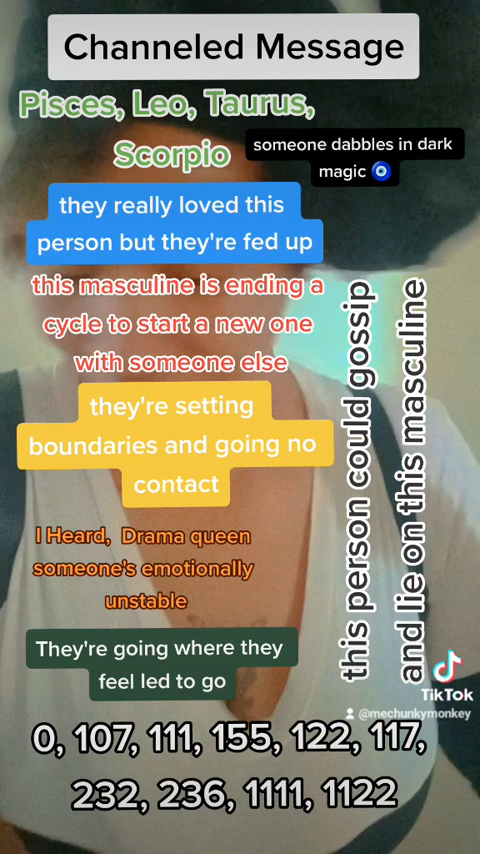 Channeled Message
Pisces, Leo, Taurus,
Scorpio
someone dabbles in dark
magic 🧿
they really loved this
person but they're fed up
this masculine is ending a
cycle to start a new one
with someone else
they're setting
boundaries and going no
contact
I Heard, Drama queen
someone's emotionally
unstable
They're going where they
feel led to go
this person could gossip
and lie on this masculine
TikTok
@mechunkymonkey
0, 107, 111, 155, 122, 117,
232, 236, 1111, 1122